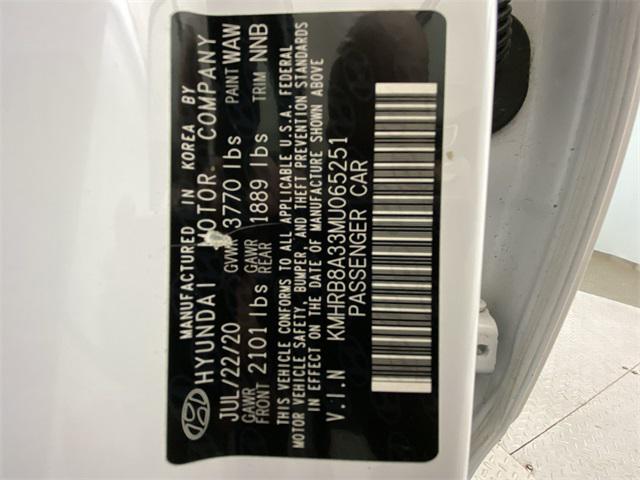 MANUFACTURED IN KOREA BY
HYUNDAI MOTOR COMPANY
JUL/22/20 GVWR 3770 lbs PAINT WAW
GAWR FRONT 2101 lbs GAWR REAR 1889 lbs TRIM NNB
THIS VEHICLE CONFORMS TO ALL APPLICABLE U.S.A. FEDERAL
MOTOR VEHICLE SAFETY, BUMPER, AND THEFT PREVENTION STANDARDS
IN EFFECT ON THE DATE OF MANUFACTURE SHOWN ABOVE
V.I.N KMHRB8A33MU065251
PASSENGER CAR